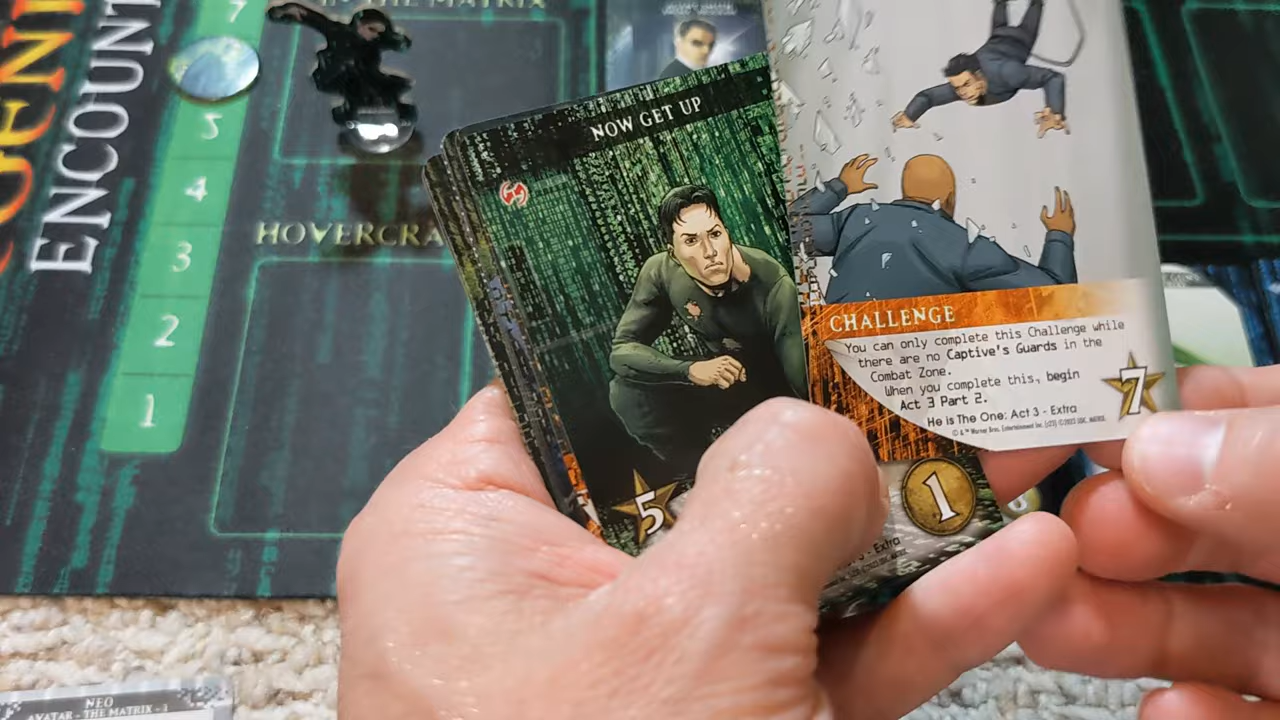 ENCOUNT
IN THE MATRIX
7
5
4
3
2
1
HOVERCRA
NOW GET UP
5
1
CHALLENGE
You can only complete this Challenge while
there are no Captive's Guards in the
Combat Zone.
When you complete this, begin
Act 3 Part 2.
He is The One: Act 3 - Extra
7
Extra
NEO
AVATAR - THE MATRIX - 1